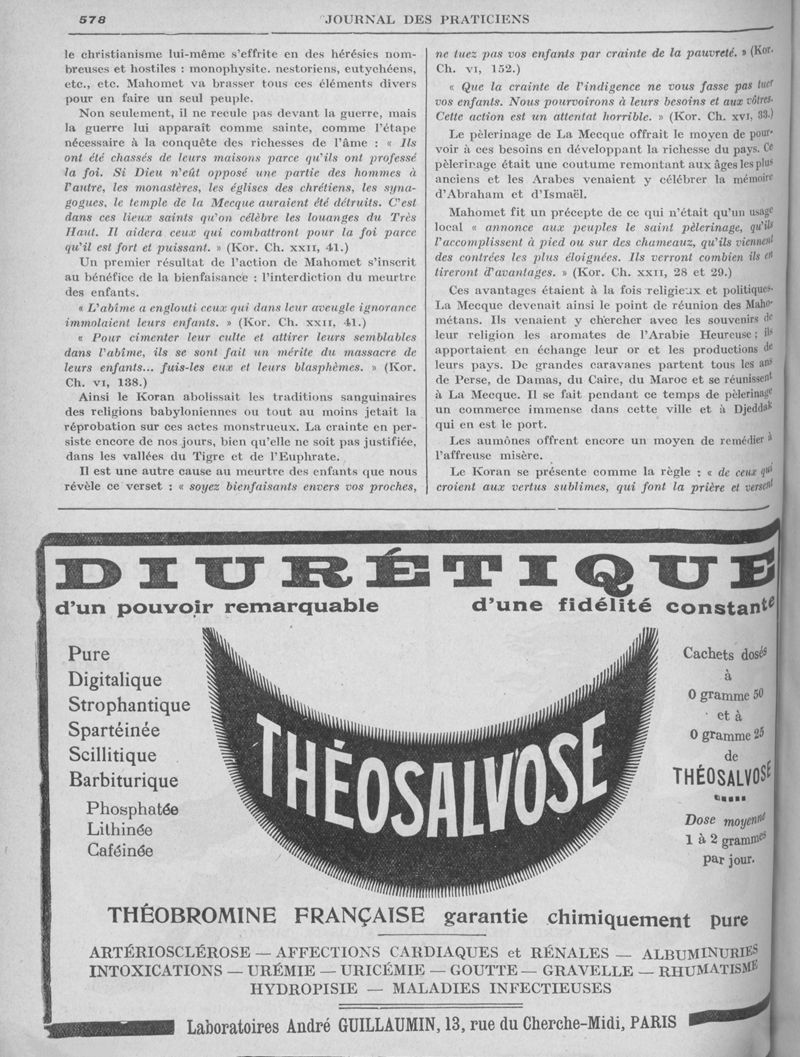 578
JOURNAL DES PRATICIENS
le christianisme lui-même s'effrite en des hérésies nom-
breuses et hostiles : monophysite. nestoriens, eutychéens,
etc., etc. Mahomet va brasser tous ces éléments divers
pour en faire un seul peuple.
Non seulement, il ne recule pas devant la guerre, mais
la guerre lui apparaît comme sainte, comme l'étape
nécessaire à la conquête des richesses de l'âme : « Ils
ont été chassés de leurs maisons parce qu'ils ont professé
la foi. Si Dieu n'eût opposé une partie des hommes à
l'autre, les monastères, les églises des chrétiens, les syna-
gogues, le temple de la Mecque auraient été détruits. C'est
dans ces lieux saints qu'on célèbre les louanges du Très
Haut. Il aidera ceux qui combattront pour la foi parce
qu'il est fort et puissant. » (Kor. Ch. XXII, 41.)
Un premier résultat de l'action de Mahomet s'inscrit
au bénéfice de la bienfaisance : l'interdiction du meurtre
des enfants.
« L'abîme a englouti ceux qui dans leur aveugle ignorance
immolaient leurs enfants. » (Kor. Ch. XXII, 41.)
« Pour cimenter leur culte et attirer leurs semblables
dans l'abîme, ils se sont fait un mérite du massacre de
leurs enfants... fuis-les eux et leurs blasphèmes. » (Kor.
Ch. VI, 138.)
Ainsi le Koran abolissait les traditions sanguinaires
des religions babyloniennes ou tout au moins jetait la
réprobation sur ces actes monstrueux. La crainte en per-
siste encore de nos jours, bien qu'elle ne soit pas justifiée,
dans les vallées du Tigre et de l'Euphrate.
Il est une autre cause au meurtre des enfants que nous
révèle ce verset : « soyez bienfaisants envers vos proches,
ne tuez pas vos enfants par crainte de la pauvreté. » (Kor.
Ch. VI, 152.)
« Que la crainte de l'indigence ne vous fasse pas tuer
vos enfants. Nous pourvoirons à leurs besoins et aux vôtres.
Cette action est un attentat horrible. » (Kor. Ch. XVI, 33.)
Le pèlerinage de La Mecque offrait le moyen de pour-
voir à ces besoins en développant la richesse du pays. Ce
pèlerinage était une coutume remontant aux âges les plus
anciens et les Arabes venaient y célébrer la mémoire
d'Abraham et d'Ismaël.
Mahomet fit un précepte de ce qui n'était qu'un usage
local « annonce aux peuples le saint pèlerinage, qu'ils
l'accomplissent à pied ou sur des chameaux, qu'ils viennent
des contrées les plus éloignées. Ils verront combien ils en
tireront d'avantages. » (Kor. Ch. XXII, 28 et 29.)
Ces avantages étaient à la fois religieux et politiques.
La Mecque devenait ainsi le point de réunion des Maho-
métans. Ils venaient y chercher avec les souvenirs de
leur religion les aromates de l'Arabie Heureuse ; ils
apportaient en échange leur or et les productions de
leurs pays. De grandes caravanes partent tous les ans
de Perse, de Damas, du Caire, du Maroc et se réunissent
à La Mecque. Il se fait pendant ce temps de pèlerinage
un commerce immense dans cette ville et à Djeddak
qui en est le port.
Les aumônes offrent encore un moyen de remédier à
l'affreuse misère.
Le Koran se présente comme la règle : « de ceux qui
croient aux vertus sublimes, qui font la prière et versent
DIURÉTIQUE
d'un pouvoir remarquable
d'une fidélité constante
Pure
Digitalique
Strophantique
Spartéinée
Scillitique
Barbiturique
Phosphatée
Lithinée
Caféinée
THÉOSALVOSE
Cachets dosés
à
0 gramme 50
et à
0 gramme 25
de
THÉOSALVOSE
Dose moyenne
1 à 2 grammes
par jour.
THÉOBROMINE FRANÇAISE garantie chimiquement pure
ARTÉRIOSCLÉROSE — AFFECTIONS CARDIAQUES et RÉNALES — ALBUMINURIES
INTOXICATIONS — URÉMIE — URICÉMIE — GOUTTE — GRAVELLE — RHUMATISME
HYDROPISIE — MALADIES INFECTIEUSES
Laboratoires André GUILLAUMIN, 13, rue du Cherche-Midi, PARIS